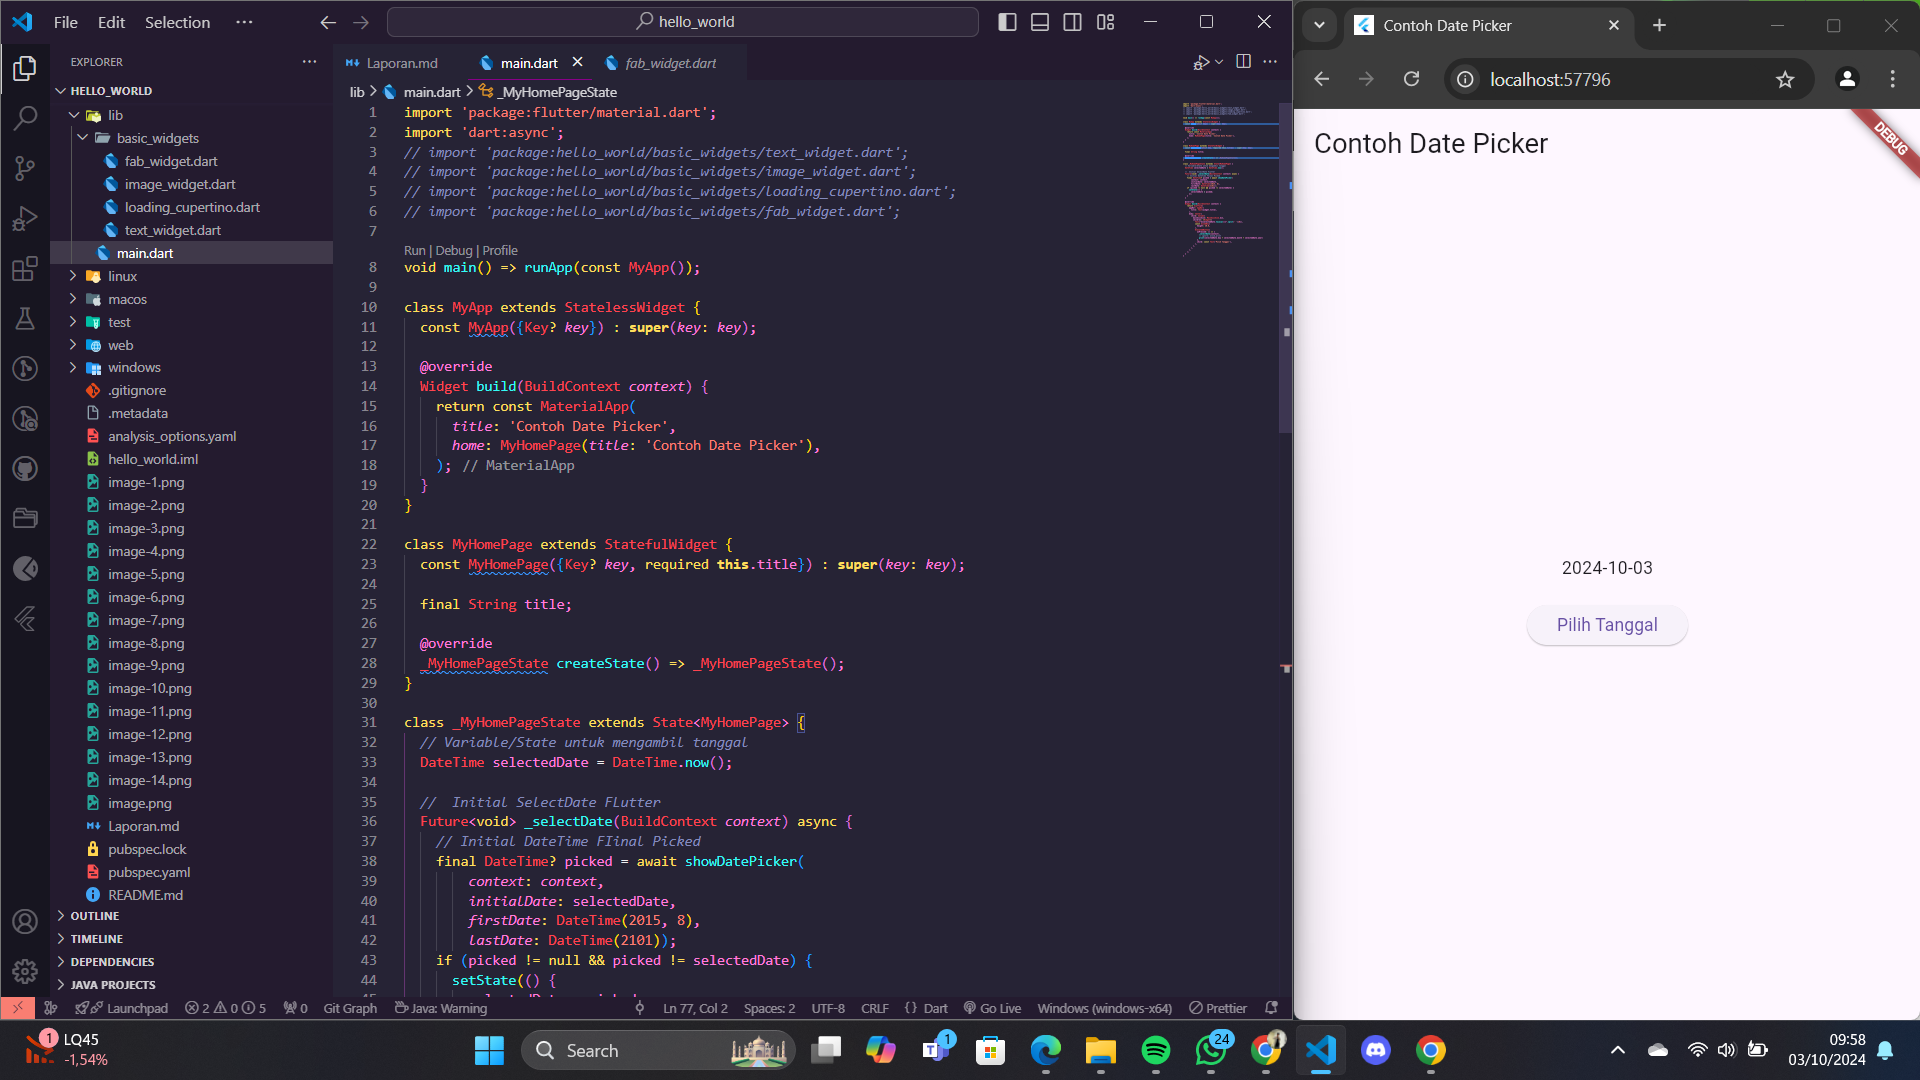 File Edit Selection ···
hello_world
EXPLORER
HELLO_WORLD
lib
basic_widgets
fab_widget.dart
image_widget.dart
loading_cupertino.dart
text_widget.dart
main.dart
linux
macos
test
web
windows
.gitignore
.metadata
analysis_options.yaml
hello_world.iml
image-1.png
image-2.png
image-3.png
image-4.png
image-5.png
image-6.png
image-7.png
image-8.png
image-9.png
image-10.png
image-11.png
image-12.png
image-13.png
image-14.png
image.png
Laporan.md
pubspec.lock
pubspec.yaml
README.md
OUTLINE
TIMELINE
DEPENDENCIES
JAVA PROJECTS
Laporan.md main.dart fab_widget.dart
lib > main.dart > _MyHomePageState
1 import 'package:flutter/material.dart';
2 import 'dart:async';
3 // import 'package:hello_world/basic_widgets/text_widget.dart';
4 // import 'package:hello_world/basic_widgets/image_widget.dart';
5 // import 'package:hello_world/basic_widgets/loading_cupertino.dart';
6 // import 'package:hello_world/basic_widgets/fab_widget.dart';
7
Run | Debug | Profile
8 void main() => runApp(const MyApp());
9
10 class MyApp extends StatelessWidget {
11 const MyApp({Key? key}) : super(key: key);
12
13 @override
14 Widget build(BuildContext context) {
15 return const MaterialApp(
16 title: 'Contoh Date Picker',
17 home: MyHomePage(title: 'Contoh Date Picker'),
18 ); // MaterialApp
19 }
20 }
21
22 class MyHomePage extends StatefulWidget {
23 const MyHomePage({Key? key, required this.title}) : super(key: key);
24
25 final String title;
26
27 @override
28 _MyHomePageState createState() => _MyHomePageState();
29 }
30
31 class _MyHomePageState extends State<MyHomePage> {
32 // Variable/State untuk mengambil tanggal
33 DateTime selectedDate = DateTime.now();
34
35 //  Initial SelectDate FLutter
36 Future<void> _selectDate(BuildContext context) async {
37 // Initial DateTime FIinal Picked
38 final DateTime? picked = await showDatePicker(
39 context: context,
40 initialDate: selectedDate,
41 firstDate: DateTime(2015, 8),
42 lastDate: DateTime(2101));
43 if (picked != null && picked != selectedDate) {
44 setState(() {
Launchpad 2 0 5 0 Git Graph Java: Warning Ln 77, Col 2 Spaces: 2 UTF-8 CRLF {} Dart Go Live Windows (windows-x64) Prettier
Contoh Date Picker
localhost:57796
Contoh Date Picker
DEBUG
2024-10-03
Pilih Tanggal
1
LQ45
-1,54%
Search
1
24
09:58
03/10/2024